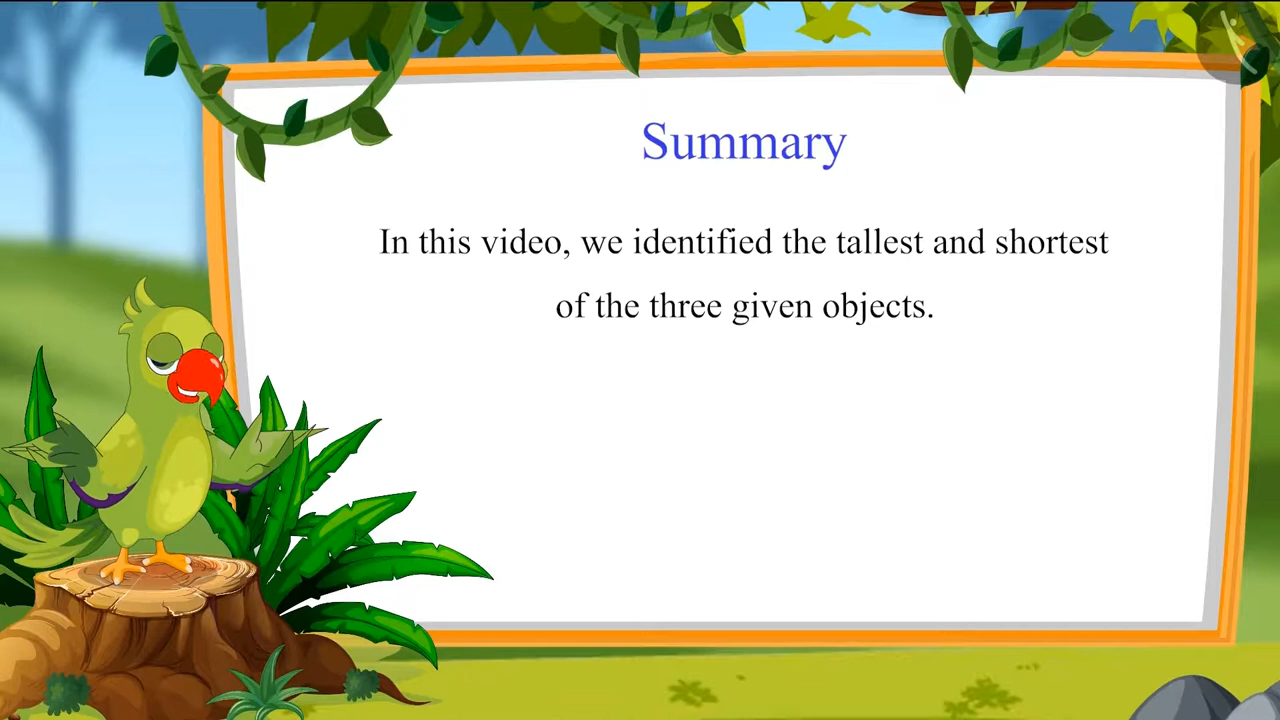 Summary
In this video, we identified the tallest and shortest
of the three given objects.